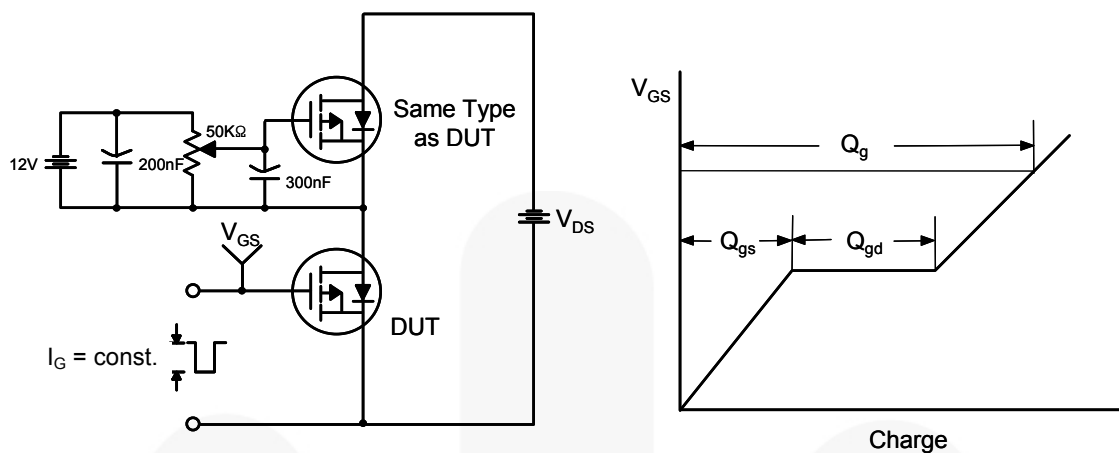 12V
200nF
50KΩ
300nF
Same Type
as DUT
VGS
DUT
IG = const.
VDS
VGS
Qg
Qgs
Qgd
Charge